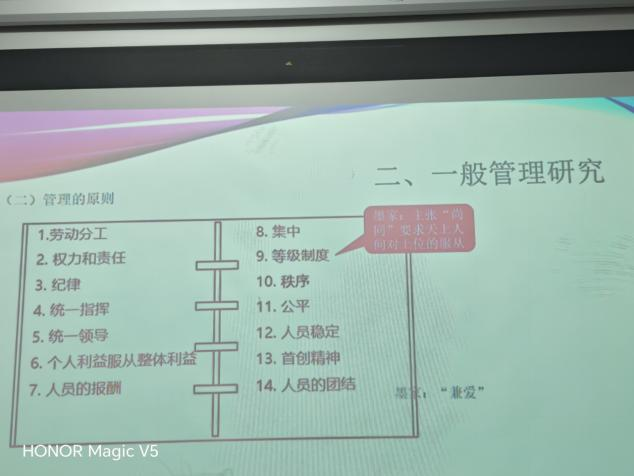 二、一般管理研究
（二）管理的原则
1.劳动分工
2. 权力和责任
3. 纪律
4. 统一指挥
5. 统一领导
6. 个人利益服从整体利益
7. 人员的报酬
8. 集中
9. 等级制度
10. 秩序
11. 公平
12. 人员稳定
13. 首创精神
14. 人员的团结
墨家：主张“尚
同”要求天上人
间对上位的服从
墨家：“兼爱”
HONOR Magic V5